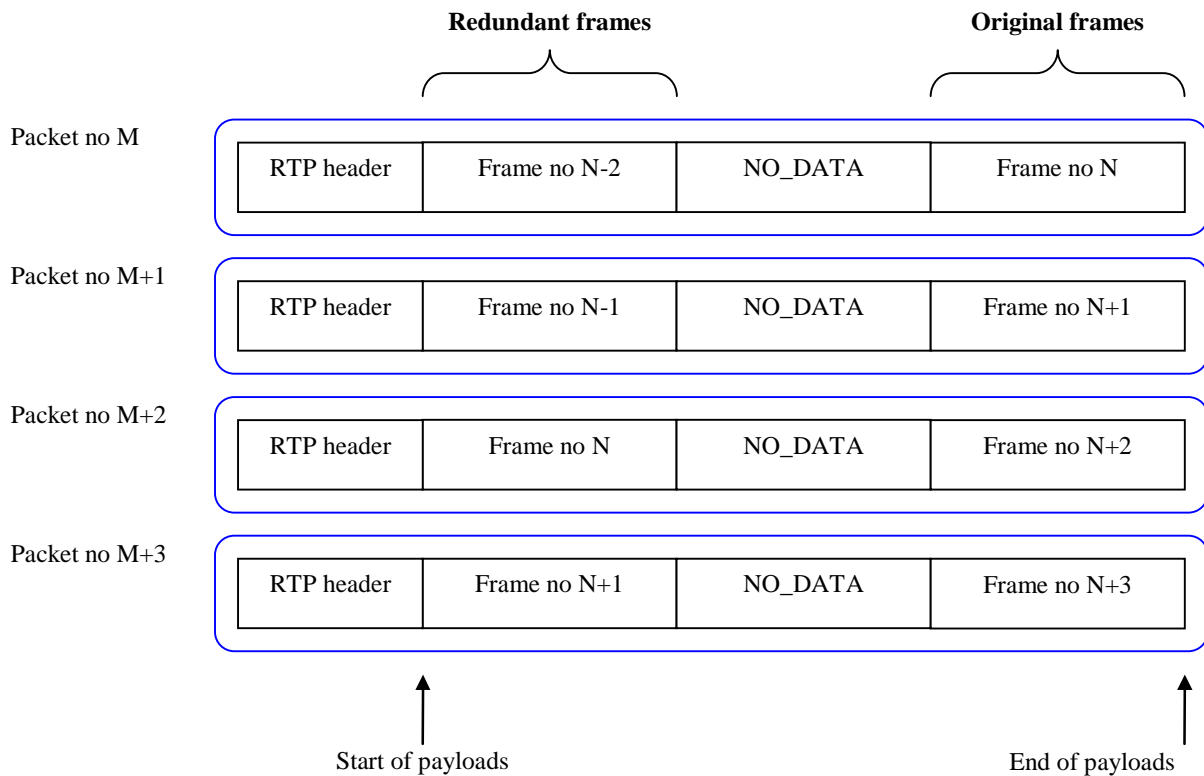 Redundant frames Original frames
Packet no M
RTP header Frame no N-2 NO_DATA Frame no N
Packet no M+1
RTP header Frame no N-1 NO_DATA Frame no N+1
Packet no M+2
RTP header Frame no N NO_DATA Frame no N+2
Packet no M+3
RTP header Frame no N+1 NO_DATA Frame no N+3
Start of payloads End of payloads